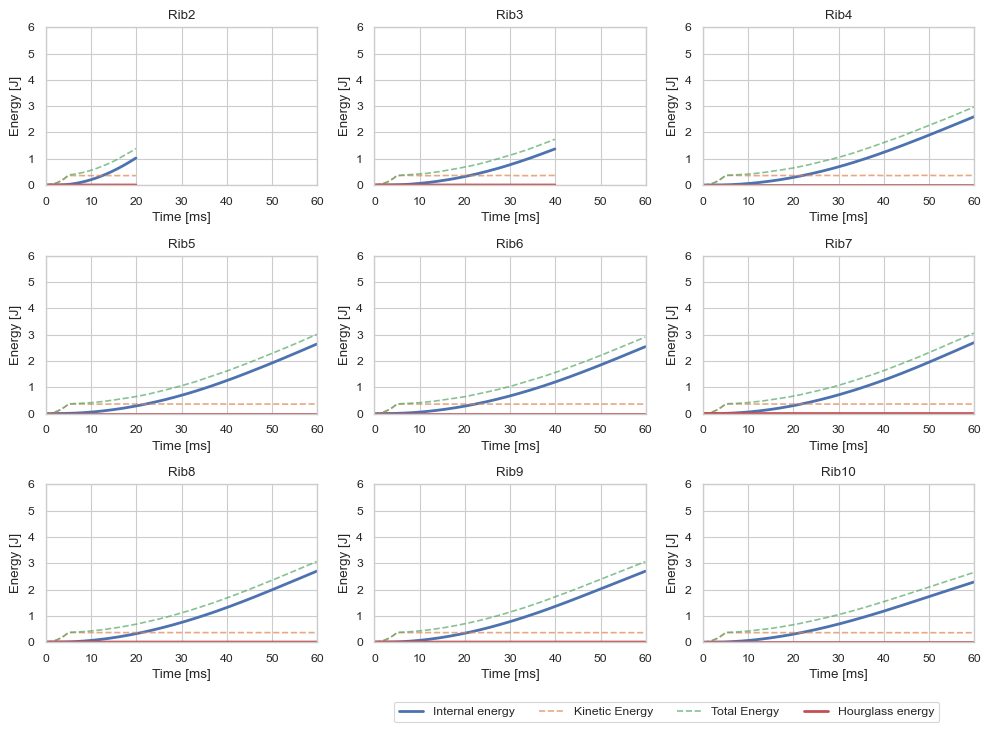 Rib2 Rib3 Rib4
6 6 6
5 5 5
4 4 4
3 3 3
2 2 2
1 1 1
0 0 0
Energy [J] Energy [J] Energy [J]
0 10 20 30 40 50 60 0 10 20 30 40 50 60 0 10 20 30 40 50 60
Time [ms] Time [ms] Time [ms]
Rib5 Rib6 Rib7
6 6 6
5 5 5
4 4 4
3 3 3
2 2 2
1 1 1
0 0 0
Energy [J] Energy [J] Energy [J]
0 10 20 30 40 50 60 0 10 20 30 40 50 60 0 10 20 30 40 50 60
Time [ms] Time [ms] Time [ms]
Rib8 Rib9 Rib10
6 6 6
5 5 5
4 4 4
3 3 3
2 2 2
1 1 1
0 0 0
Energy [J] Energy [J] Energy [J]
0 10 20 30 40 50 60 0 10 20 30 40 50 60 0 10 20 30 40 50 60
Time [ms] Time [ms] Time [ms]
Internal energy Kinetic Energy Total Energy Hourglass energy